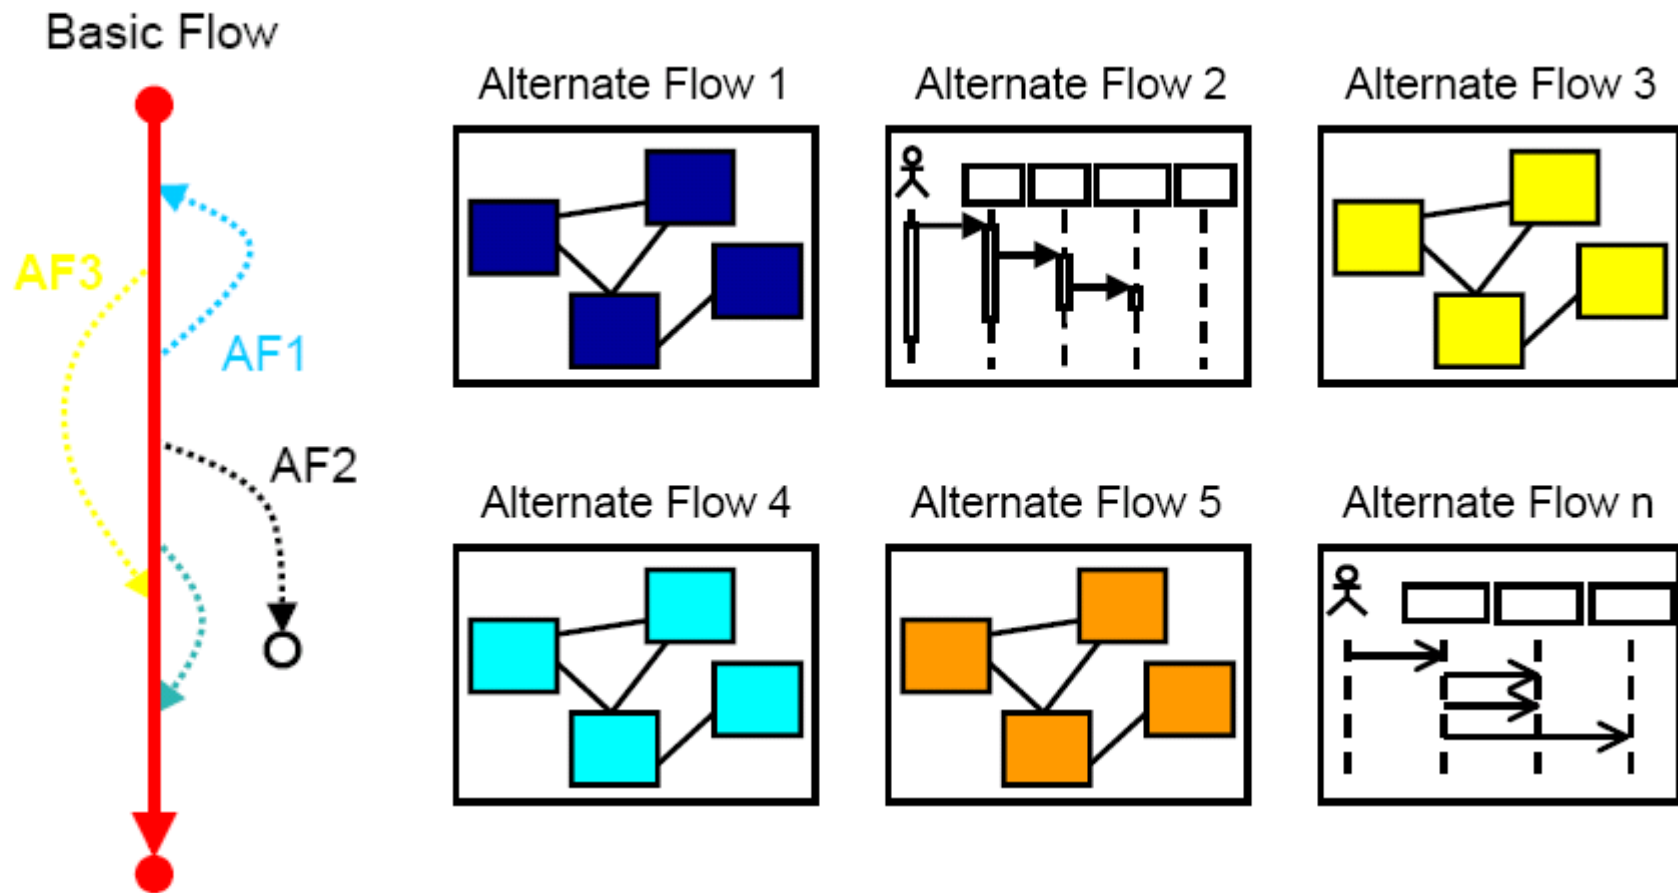 Basic Flow
Alternate Flow 1
Alternate Flow 2
Alternate Flow 3
AF3
AF1
AF2
Alternate Flow 4
Alternate Flow 5
Alternate Flow n